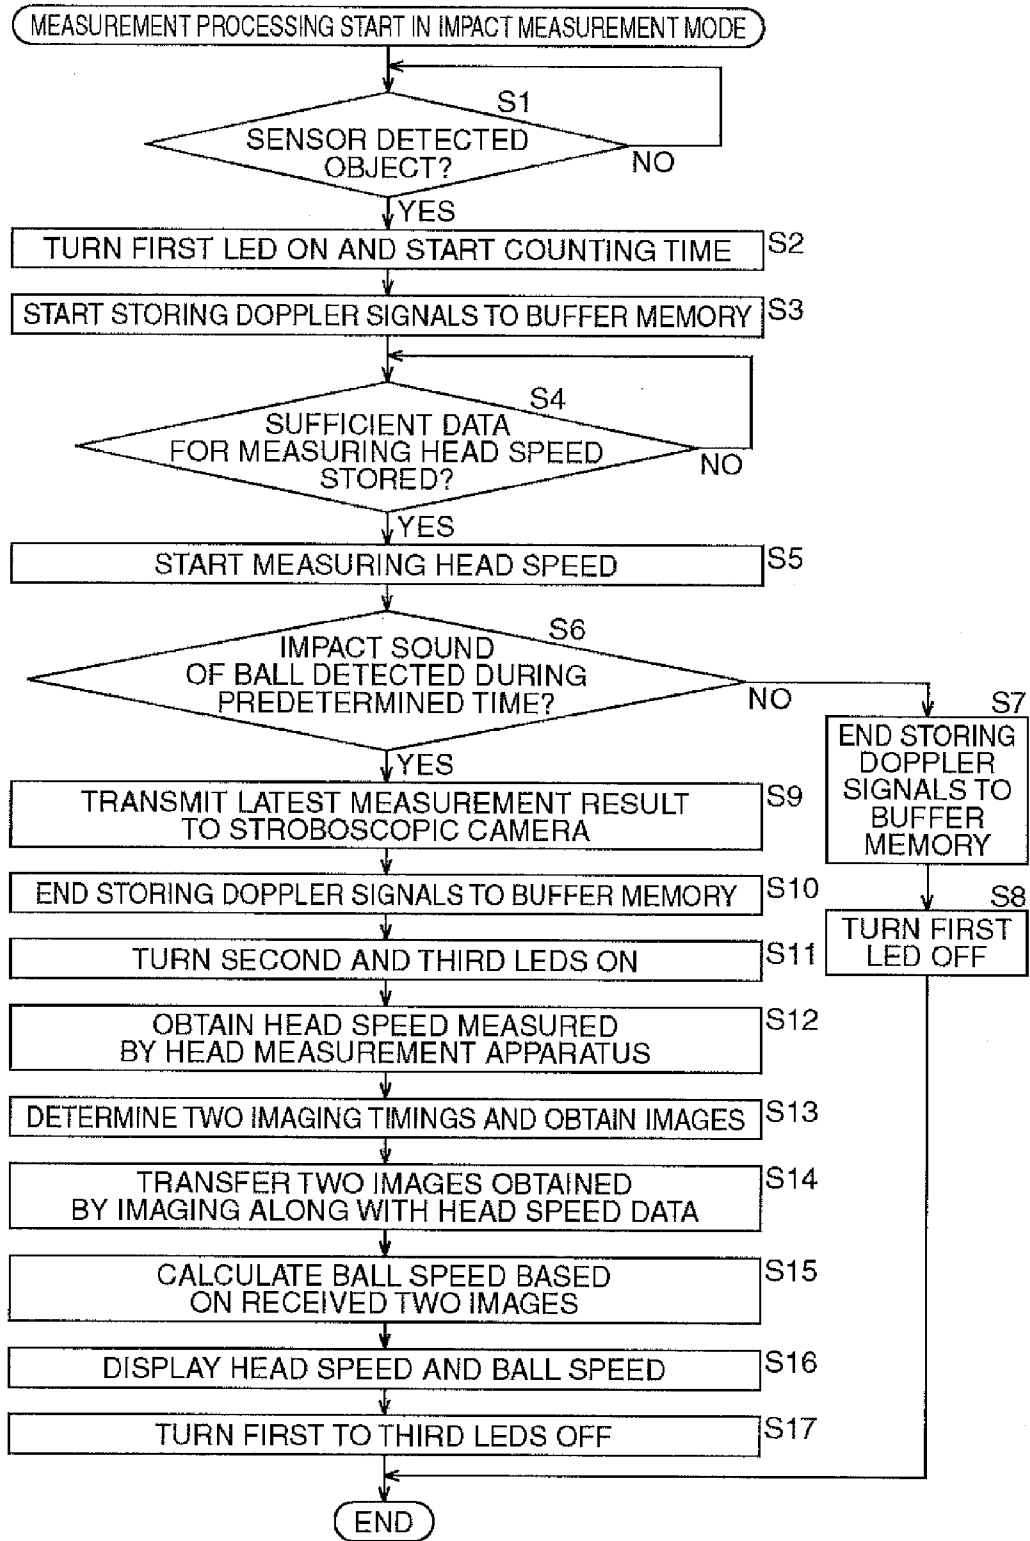 MEASUREMENT PROCESSING START IN IMPACT MEASUREMENT MODE
S1
SENSOR DETECTED
OBJECT?
NO
YES
TURN FIRST LED ON AND START COUNTING TIME
S2
START STORING DOPPLER SIGNALS TO BUFFER MEMORY
S3
S4
SUFFICIENT DATA
FOR MEASURING HEAD SPEED
STORED?
NO
YES
START MEASURING HEAD SPEED
S5
S6
IMPACT SOUND
OF BALL DETECTED DURING
PREDETERMINED TIME?
NO
YES
S7
END STORING
DOPPLER
SIGNALS TO
BUFFER
MEMORY
S8
TURN FIRST
LED OFF
TRANSMIT LATEST MEASUREMENT RESULT
TO STROBOSCOPIC CAMERA
S9
END STORING DOPPLER SIGNALS TO BUFFER MEMORY
S10
TURN SECOND AND THIRD LEDS ON
S11
OBTAIN HEAD SPEED MEASURED
BY HEAD MEASUREMENT APPARATUS
S12
DETERMINE TWO IMAGING TIMINGS AND OBTAIN IMAGES
S13
TRANSFER TWO IMAGES OBTAINED
BY IMAGING ALONG WITH HEAD SPEED DATA
S14
CALCULATE BALL SPEED BASED
ON RECEIVED TWO IMAGES
S15
DISPLAY HEAD SPEED AND BALL SPEED
S16
TURN FIRST TO THIRD LEDS OFF
S17
END